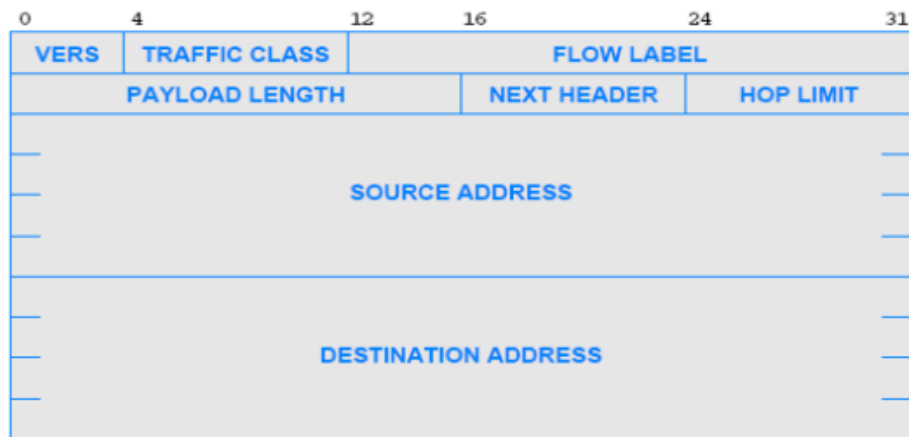 0 4 12 16 24 31
VERS TRAFFIC CLASS FLOW LABEL
PAYLOAD LENGTH NEXT HEADER HOP LIMIT
SOURCE ADDRESS
DESTINATION ADDRESS